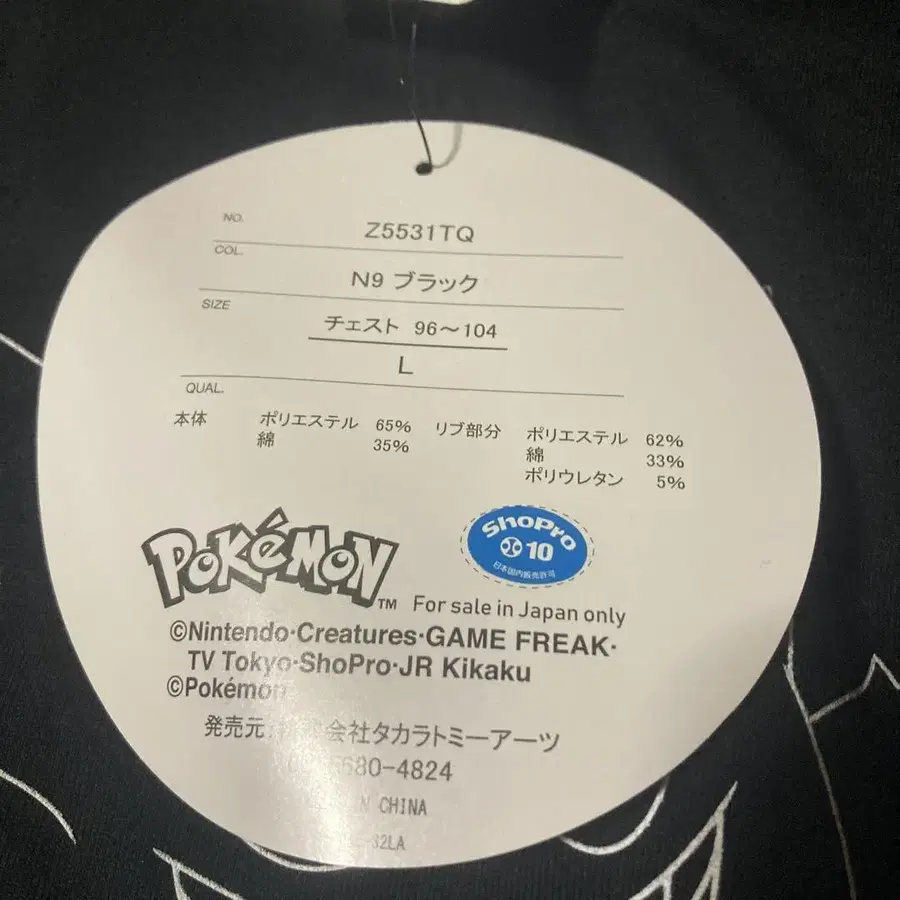 NO. Z5531TQ
COL. N9 ブラック
SIZE チェスト 96～104
L
QUAL.
本体 ポリエステル 65% リブ部分 ポリエステル 62%
綿 35% 綿 33%
ポリウレタン 5%
ShoPro
10
日本国内販売許可
POKéMON TM For sale in Japan only
©Nintendo·Creatures·GAME FREAK·
TV Tokyo·ShoPro·JR Kikaku
©Pokémon
発売元: 会社タカラトミーアーツ
680-4824
CHINA
32LA